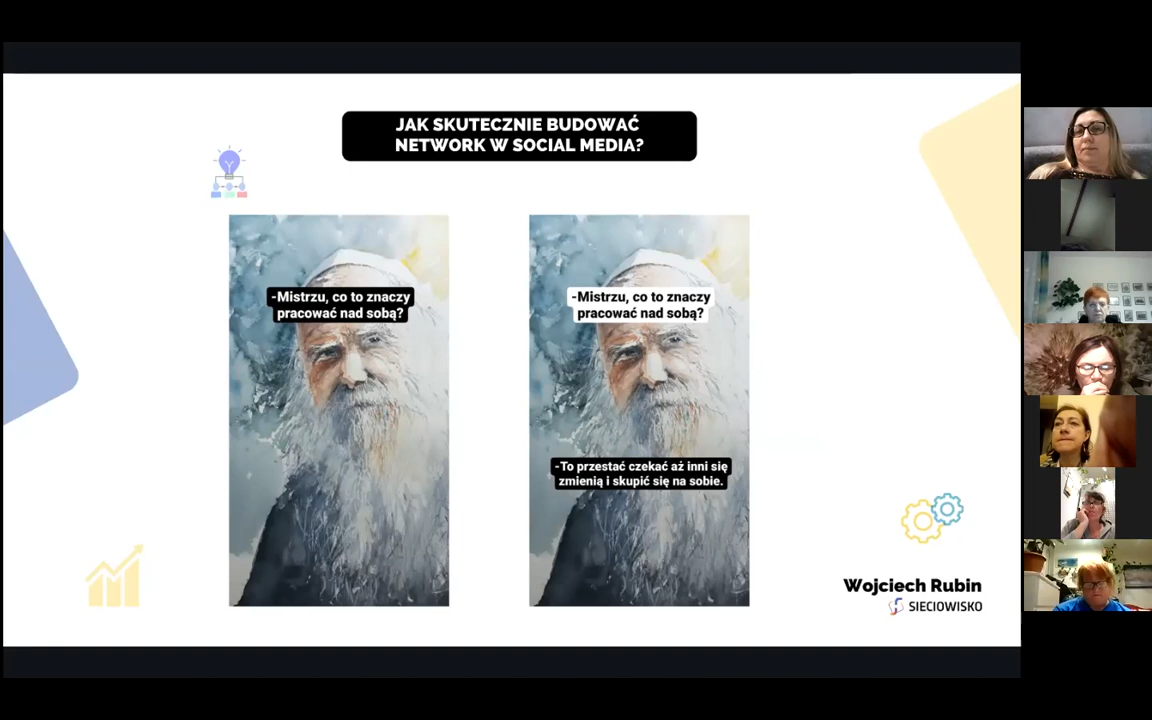 JAK SKUTECZNIE BUDOWAĆ
NETWORK W SOCIAL MEDIA?
-Mistrzu, co to znaczy
pracować nad sobą?
-Mistrzu, co to znaczy
pracować nad sobą?
-To przestać czekać aż inni się
zmienią i skupić się na sobie.
Wojciech Rubin
SIECIOWISKO